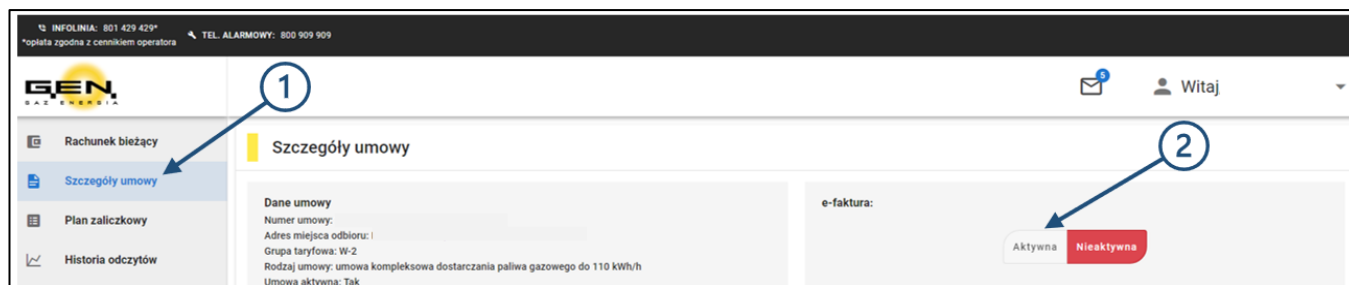 INFOLINIA: 801 429 429*
*opłata zgodna z cennikiem operatora
TEL. ALARMOWY: 800 909 909
G.E.N.
GAZ ENERGIA
1
5
Witaj
Rachunek bieżący
Szczegóły umowy
Szczegóły umowy
2
Plan zaliczkowy
Historia odczytów
Dane umowy
Numer umowy:
Adres miejsca odbioru:
Grupa taryfowa: W-2
Rodzaj umowy: umowa kompleksowa dostarczania paliwa gazowego do 110 kWh/h
Umowa aktywna: Tak
e-faktura:
Aktywna
Nieaktywna